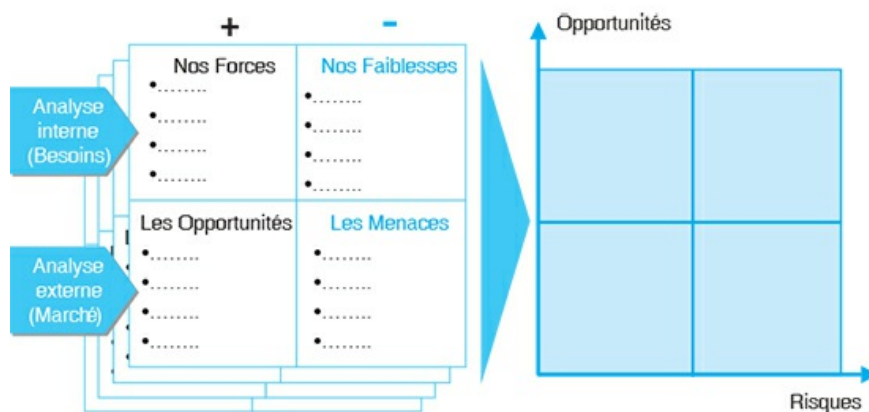 +
-
Opportunités
Nos Forces
Nos Faiblesses
•........
•........
•........
•........
•........
•........
•........
•........
Analyse
interne
(Besoins)
Les Opportunités
Les Menaces
•........
•........
•........
•........
•........
•........
•........
•........
Analyse
externe
(Marché)
Risques